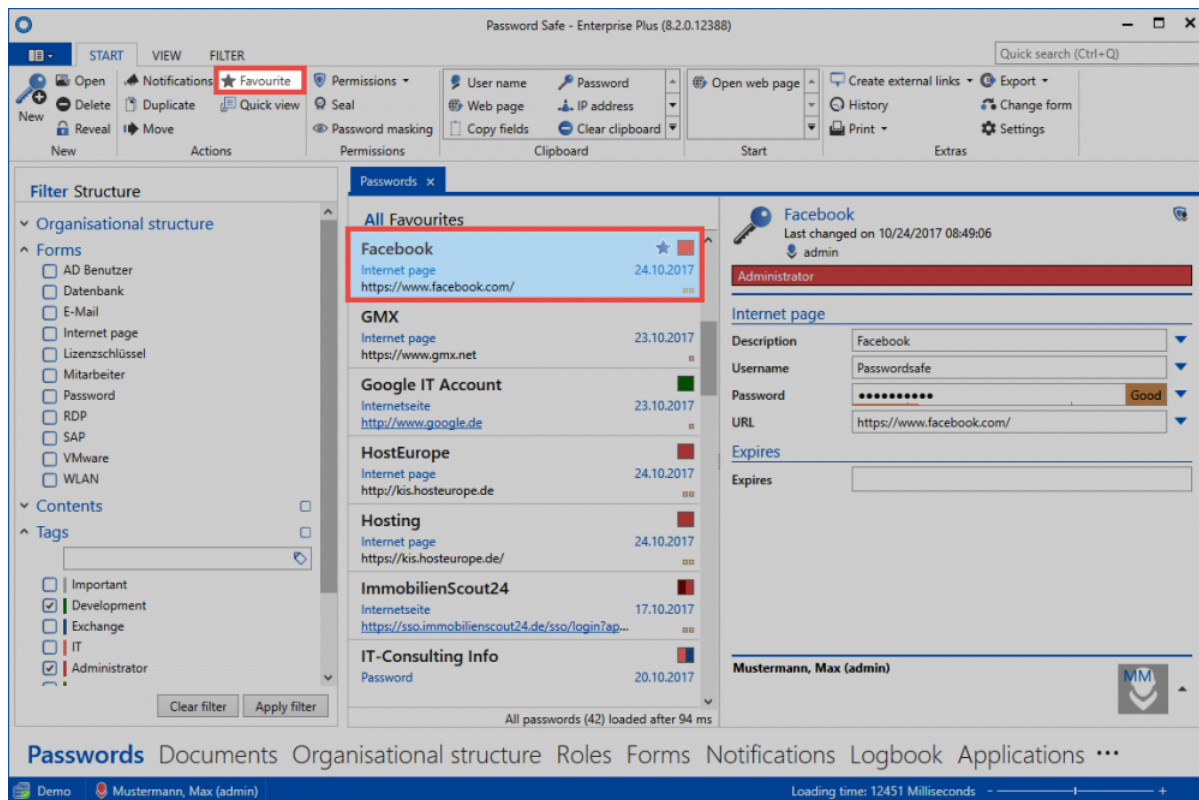 Password Safe - Enterprise Plus (8.2.0.12388)
START VIEW FILTER
Quick search (Ctrl+Q)
New
Open
Delete
Reveal
New
Notifications
Duplicate
Move
Favourite
Quick view
Actions
Permissions
Seal
Password masking
Permissions
User name
Web page
Copy fields
Password
IP address
Clear clipboard
Clipboard
Open web page
Start
Create external links
History
Print
Export
Change form
Settings
Extras
Filter Structure
Organisational structure
Forms
AD Benutzer
Datenbank
E-Mail
Internet page
Lizenzschlüssel
Mitarbeiter
Password
RDP
SAP
VMware
WLAN
Contents
Tags
Important
Development
Exchange
IT
Administrator
Clear filter Apply filter
Passwords ×
All Favourites
Facebook
Internet page 24.10.2017
https://www.facebook.com/
GMX
Internet page 23.10.2017
https://www.gmx.net
Google IT Account
Internetseite 23.10.2017
http://www.google.de
HostEurope
Internet page 24.10.2017
http://kis.hosteurope.de
Hosting
Internet page 24.10.2017
https://kis.hosteurope.de/
ImmobilienScout24
Internetseite 17.10.2017
https://sso.immobilienscout24.de/sso/login?ap...
IT-Consulting Info
Password 20.10.2017
All passwords (42) loaded after 94 ms
Facebook
Last changed on 10/24/2017 08:49:06
admin
Administrator
Internet page
Description Facebook
Username Passwordsafe
Password ●●●●●●●●●● Good
URL https://www.facebook.com/
Expires
Expires
Mustermann, Max (admin)
MM
Passwords Documents Organisational structure Roles Forms Notifications Logbook Applications •••
Demo Mustermann, Max (admin) Loading time: 12451 Milliseconds - +